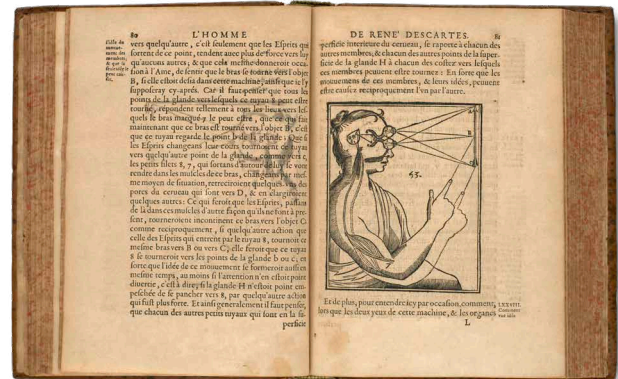 80 L'HOMME
vers quelqu'autre, c'est seulement que les Esprits qui
sortent de ce point, tendent avec plus de force vers luy
qu'aucuns autres; & que cela mesme donneroit occa-
sion à l'Ame, de sentir que le bras se tourne vers l'objet
B, si elle estoit desia dans cette machine, ainsi que ie l'y
supposeray cy-aprés. Car il faut penser que tous les
points de la glande vers lesquels ce tuyau 8 peut estre
tourné, répondent tellement à tous les lieux vers les-
quels le bras marqué 7 le peut estre, que ce qui fait
maintenant que ce bras est tourné vers l'objet B, c'est
que ce tuyau regarde le point b de la glande: Que si
les Esprits changeans leur cours tournoient ce tuyau
vers quelqu'autre point de la glande, comme vers c,
les petits filets 8, 7, qui sortans d'autour de luy se vont
rendre dans les muscles de ce bras, changeans par mes-
me moyen de situation, retreciroient quelques-uns des
pores du cerueau qui sont vers D, & en élargiroient
quelques autres: Ce qui feroit que les Esprits, passans
de là dans ces muscles d'autre façon qu'ils ne font à pre-
sent, tourneroient incontinent ce bras vers l'objet C.
comme reciproquement, si quelqu'autre action que
celle des Esprits qui entrent par le tuyau 8, tournoit ce
mesme bras vers B ou vers C, elle feroit que ce tuyau
8 se tourneroit vers les points de la glande b ou c; en
sorte que l'idée de ce mouuement se formeroit aussi en
mesme temps, au moins si l'attention n'en estoit point
diuertie, c'est à dire, si la glande H n'estoit point em-
peschée de se pancher vers 8, par quelqu'autre action
qui fust plus forte. Et ainsi generalement il faut penser,
que chacun des autres petits tuyaux qui sont en la su-
perficie
DE RENE' DESCARTES. 81
perficie interieure du cerueau, se raporte à chacun des
autres membres, & chacun des autres points de la super-
ficie de la glande H à chacun des costez vers lesquels
ces membres peuuent estre tournez: En sorte que les
mouuemens de ces membres, & leurs idées, peuuent
estre causez reciproquement l'vn par l'autre.
53.
Et de plus, pour entendre icy par occasion, comment,
lors que les deux yeux de cette machine, & les organes
LXXXIII.
Comment
L